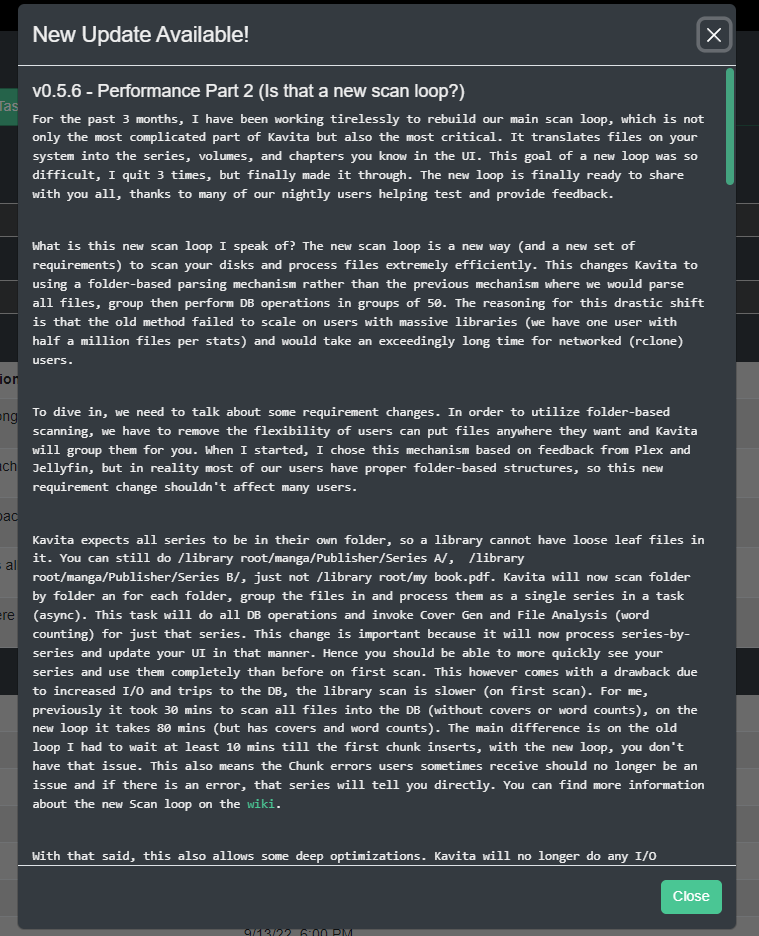 New Update Available!
v0.5.6 - Performance Part 2 (Is that a new scan loop?)
Tas
For the past 3 months, I have been working tirelessly to rebuild our main scan loop, which is not
only the most complicated part of Kavita but also the most critical. It translates files on your
system into the series, volumes, and chapters you know in the UI. This goal of a new loop was so
difficult, I quit 3 times, but finally made it through. The new loop is finally ready to share
with you all, thanks to many of our nightly users helping test and provide feedback.
What is this new scan loop I speak of? The new scan loop is a new way (and a new set of
requirements) to scan your disks and process files extremely efficiently. This changes Kavita to
using a folder-based parsing mechanism rather than the previous mechanism where we would parse
all files, group then perform DB operations in groups of 50. The reasoning for this drastic shift
is that the old method failed to scale on users with massive libraries (we have one user with
half a million files per stats) and would take an exceedingly long time for networked (rclone)
users.
To dive in, we need to talk about some requirement changes. In order to utilize folder-based
scanning, we have to remove the flexibility of users can put files anywhere they want and Kavita
will group them for you. When I started, I chose this mechanism based on feedback from Plex and
Jellyfin, but in reality most of our users have proper folder-based structures, so this new
requirement change shouldn't affect many users.
Kavita expects all series to be in their own folder, so a library cannot have loose leaf files in
it. You can still do /library root/manga/Publisher/Series A/,  /library
root/manga/Publisher/Series B/, just not /library root/my book.pdf. Kavita will now scan folder
by folder an for each folder, group the files in and process them as a single series in a task
(async). This task will do all DB operations and invoke Cover Gen and File Analysis (word
counting) for just that series. This change is important because it will now process series-by-
series and update your UI in that manner. Hence you should be able to more quickly see your
series and use them completely than before on first scan. This however comes with a drawback due
to increased I/O and trips to the DB, the library scan is slower (on first scan). For me,
previously it took 30 mins to scan all files into the DB (without covers or word counts), on the
new loop it takes 80 mins (but has covers and word counts). The main difference is on the old
loop I had to wait at least 10 mins till the first chunk inserts, with the new loop, you don't
have that issue. This also means the Chunk errors users sometimes receive should no longer be an
issue and if there is an error, that series will tell you directly. You can find more information
about the new Scan loop on the wiki.
With that said, this also allows some deep optimizations. Kavita will no longer do any I/O
Close
9/13/22, 6:00 PM